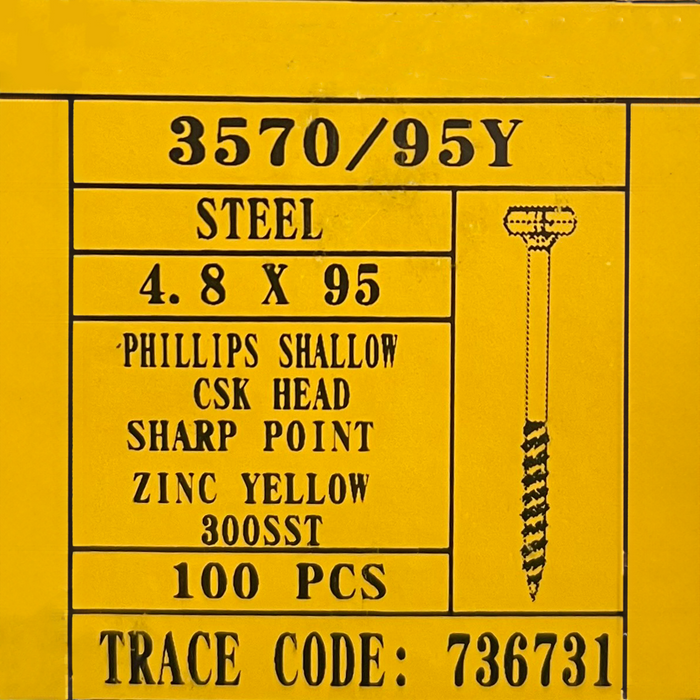 3570/95Y
STEEL
4.8 X 95
PHILLIPS SHALLOW
CSK HEAD
SHARP POINT
ZINC YELLOW
300SST
100 PCS
TRACE CODE: 736731